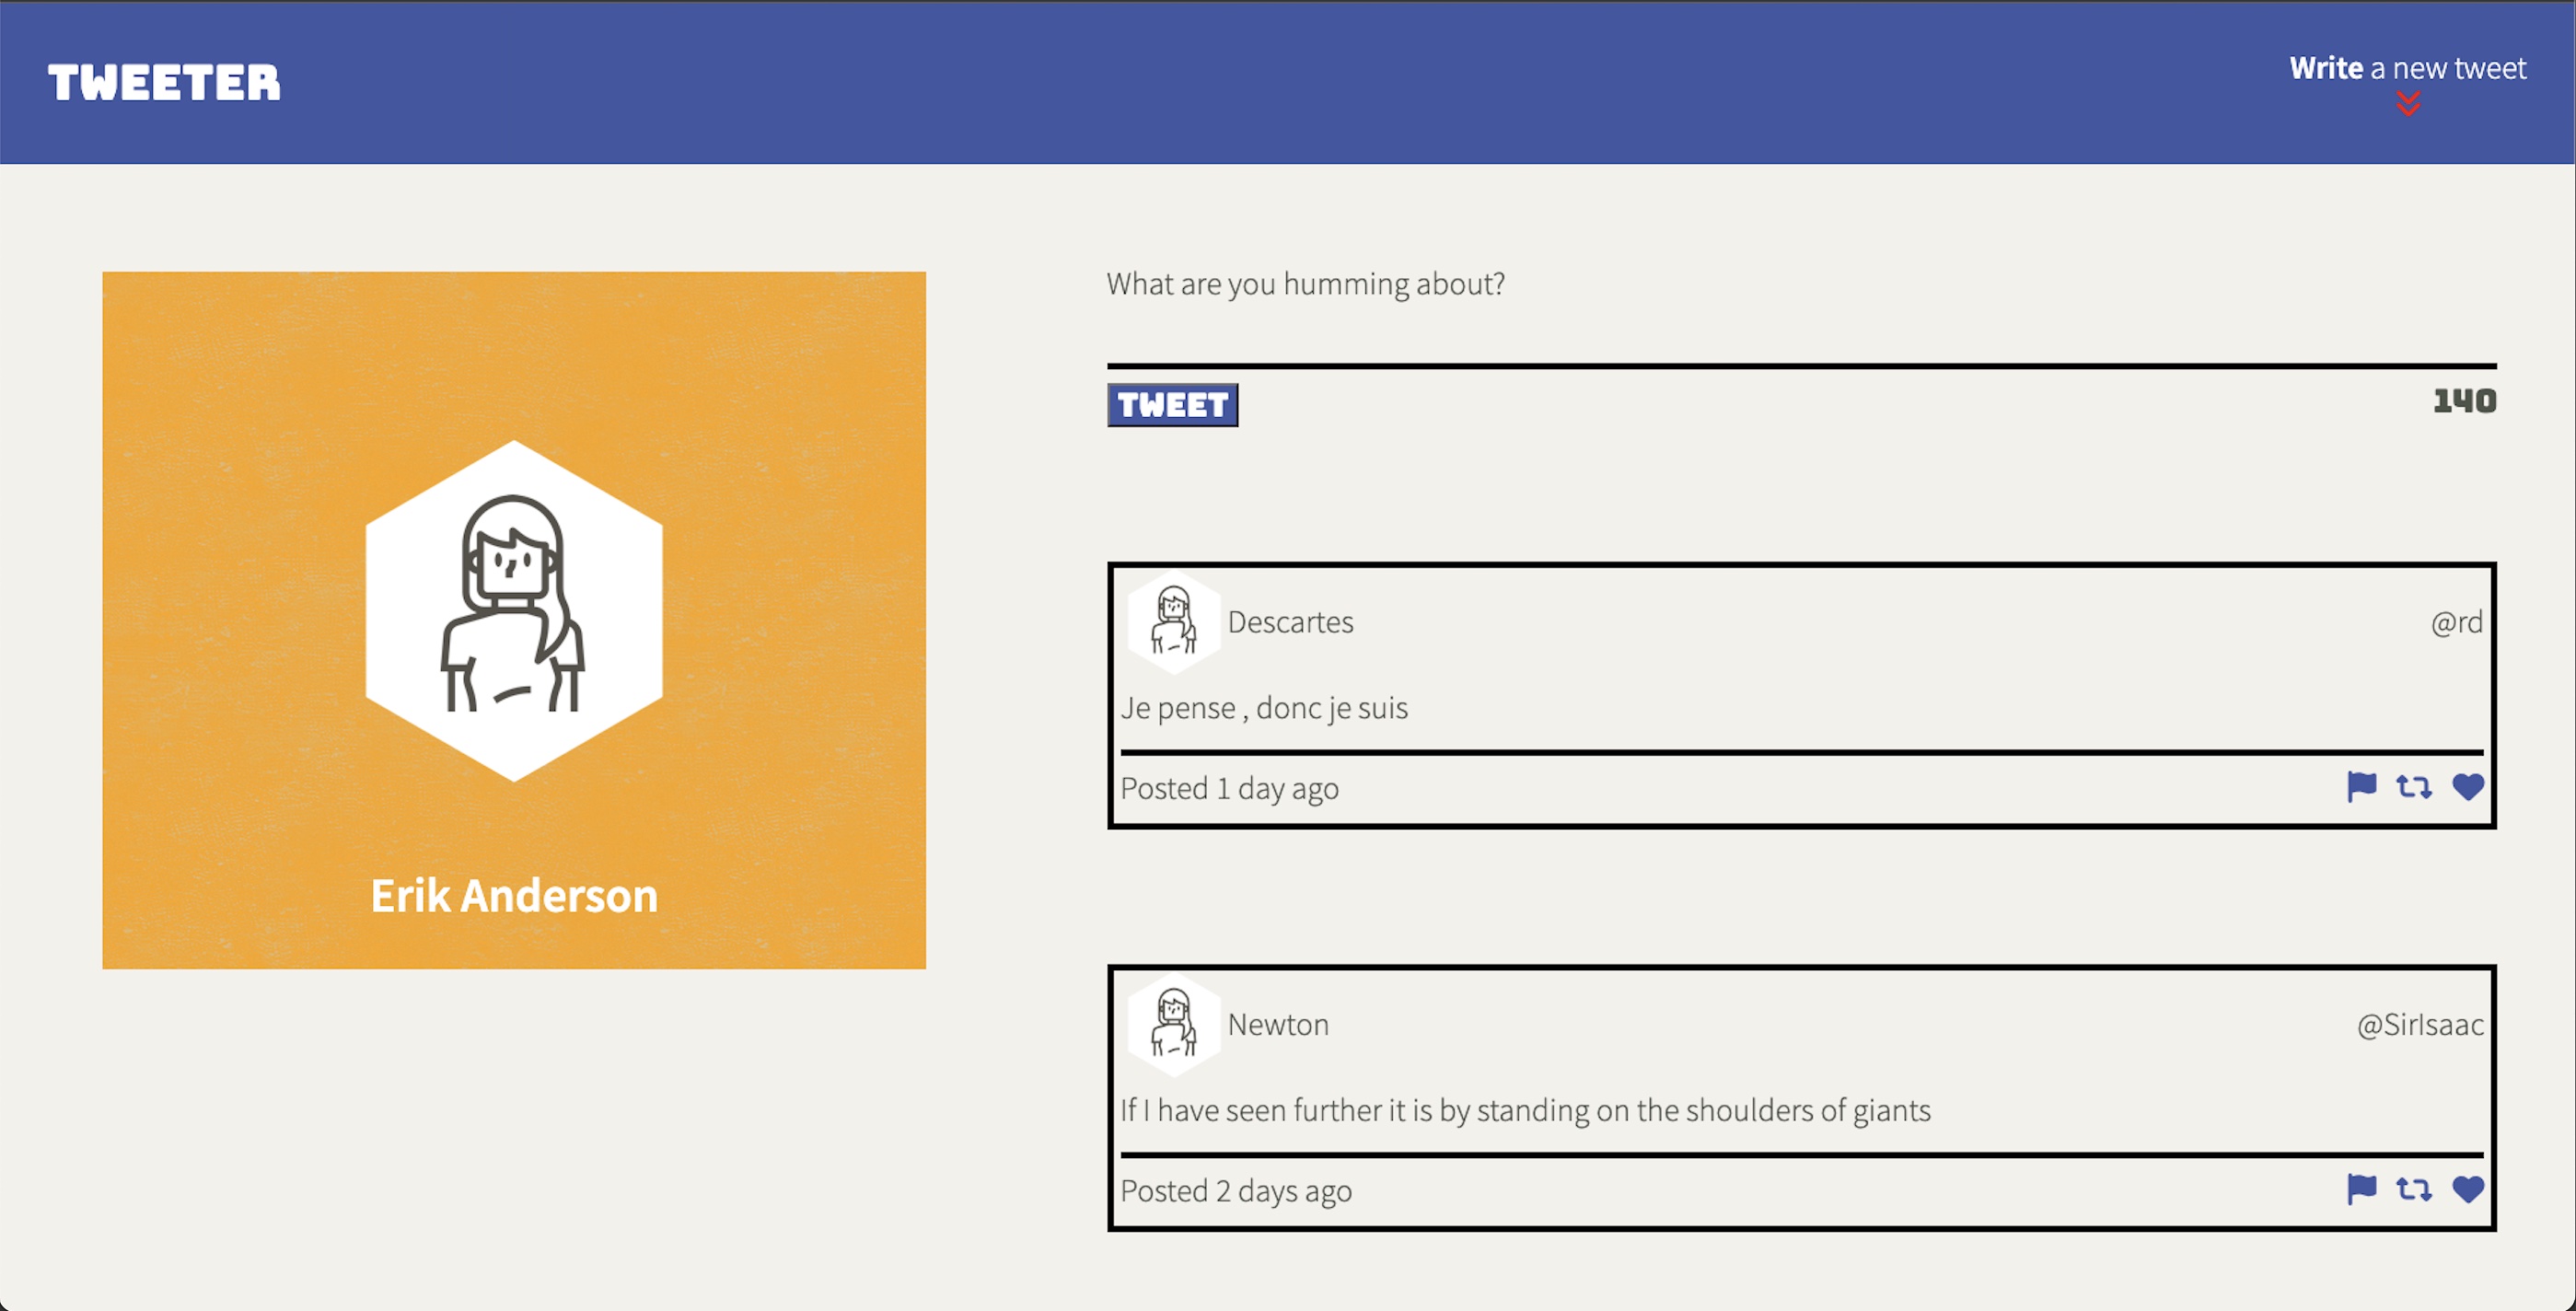 TWEETER
Write a new tweet
Erik Anderson
What are you humming about?
TWEET
140
Descartes
@rd
Je pense , donc je suis
Posted 1 day ago
Newton
@SirIsaac
If I have seen further it is by standing on the shoulders of giants
Posted 2 days ago